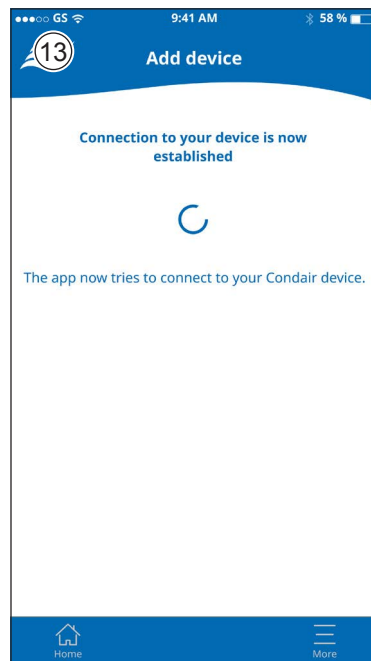 GS 9:41 AM 58 %
13
Add device
Connection to your device is now
established
The app now tries to connect to your Condair device.
Home More